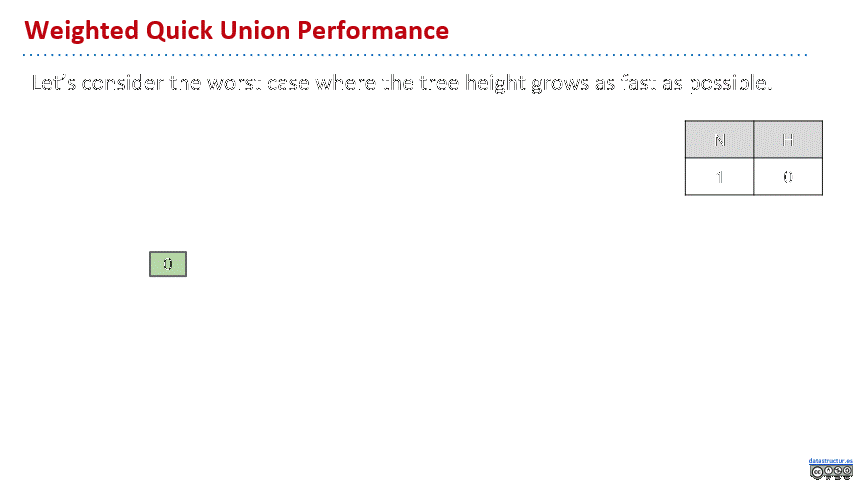 Weighted Quick Union Performance
Let's consider the worst case where the tree height grows as fast as possible.
N H
1 0
0
datastructur.es